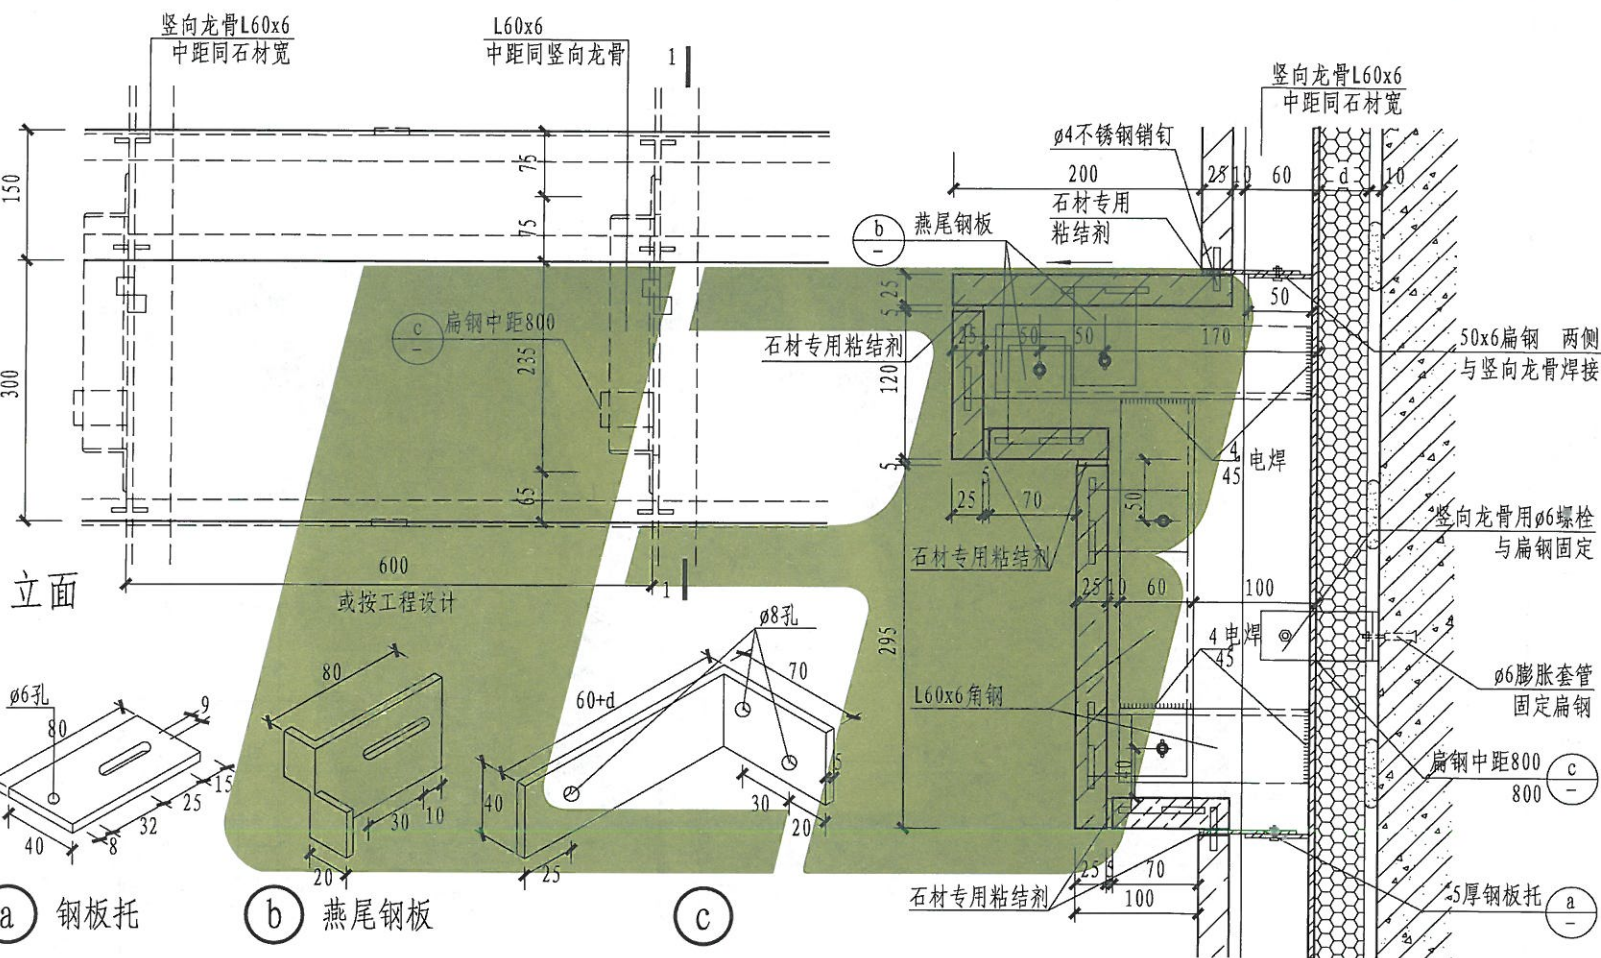 竖向龙骨L60x6
中距同石材宽
L60x6
中距同竖向龙骨
1
竖向龙骨L60x6
中距同石材宽
ø4不锈钢销钉
200
25
10
60
d
10
石材专用
粘结剂
b
–
燕尾钢板
150
75
75
300
c
–
扁钢中距800
235
65
25
5
石材专用粘结剂
25
60
50
170
50
120
50x6扁钢 两侧
与竖向龙骨焊接
5
4
45
电焊
25
5
70
50
石材专用粘结剂
竖向龙骨用ø6螺栓
与扁钢固定
600
或按工程设计
1
立面
25
10
60
100
295
4
45
电焊
L60x6角钢
ø6膨胀套管
固定扁钢
40
扁钢中距800
800
c
–
ø6孔
80
9
15
25
32
8
40
80
10
30
20
ø8孔
60+d
70
40
5
30
20
25
25
5
70
100
石材专用粘结剂
5厚钢板托
a
–
a
钢板托
b
燕尾钢板
c